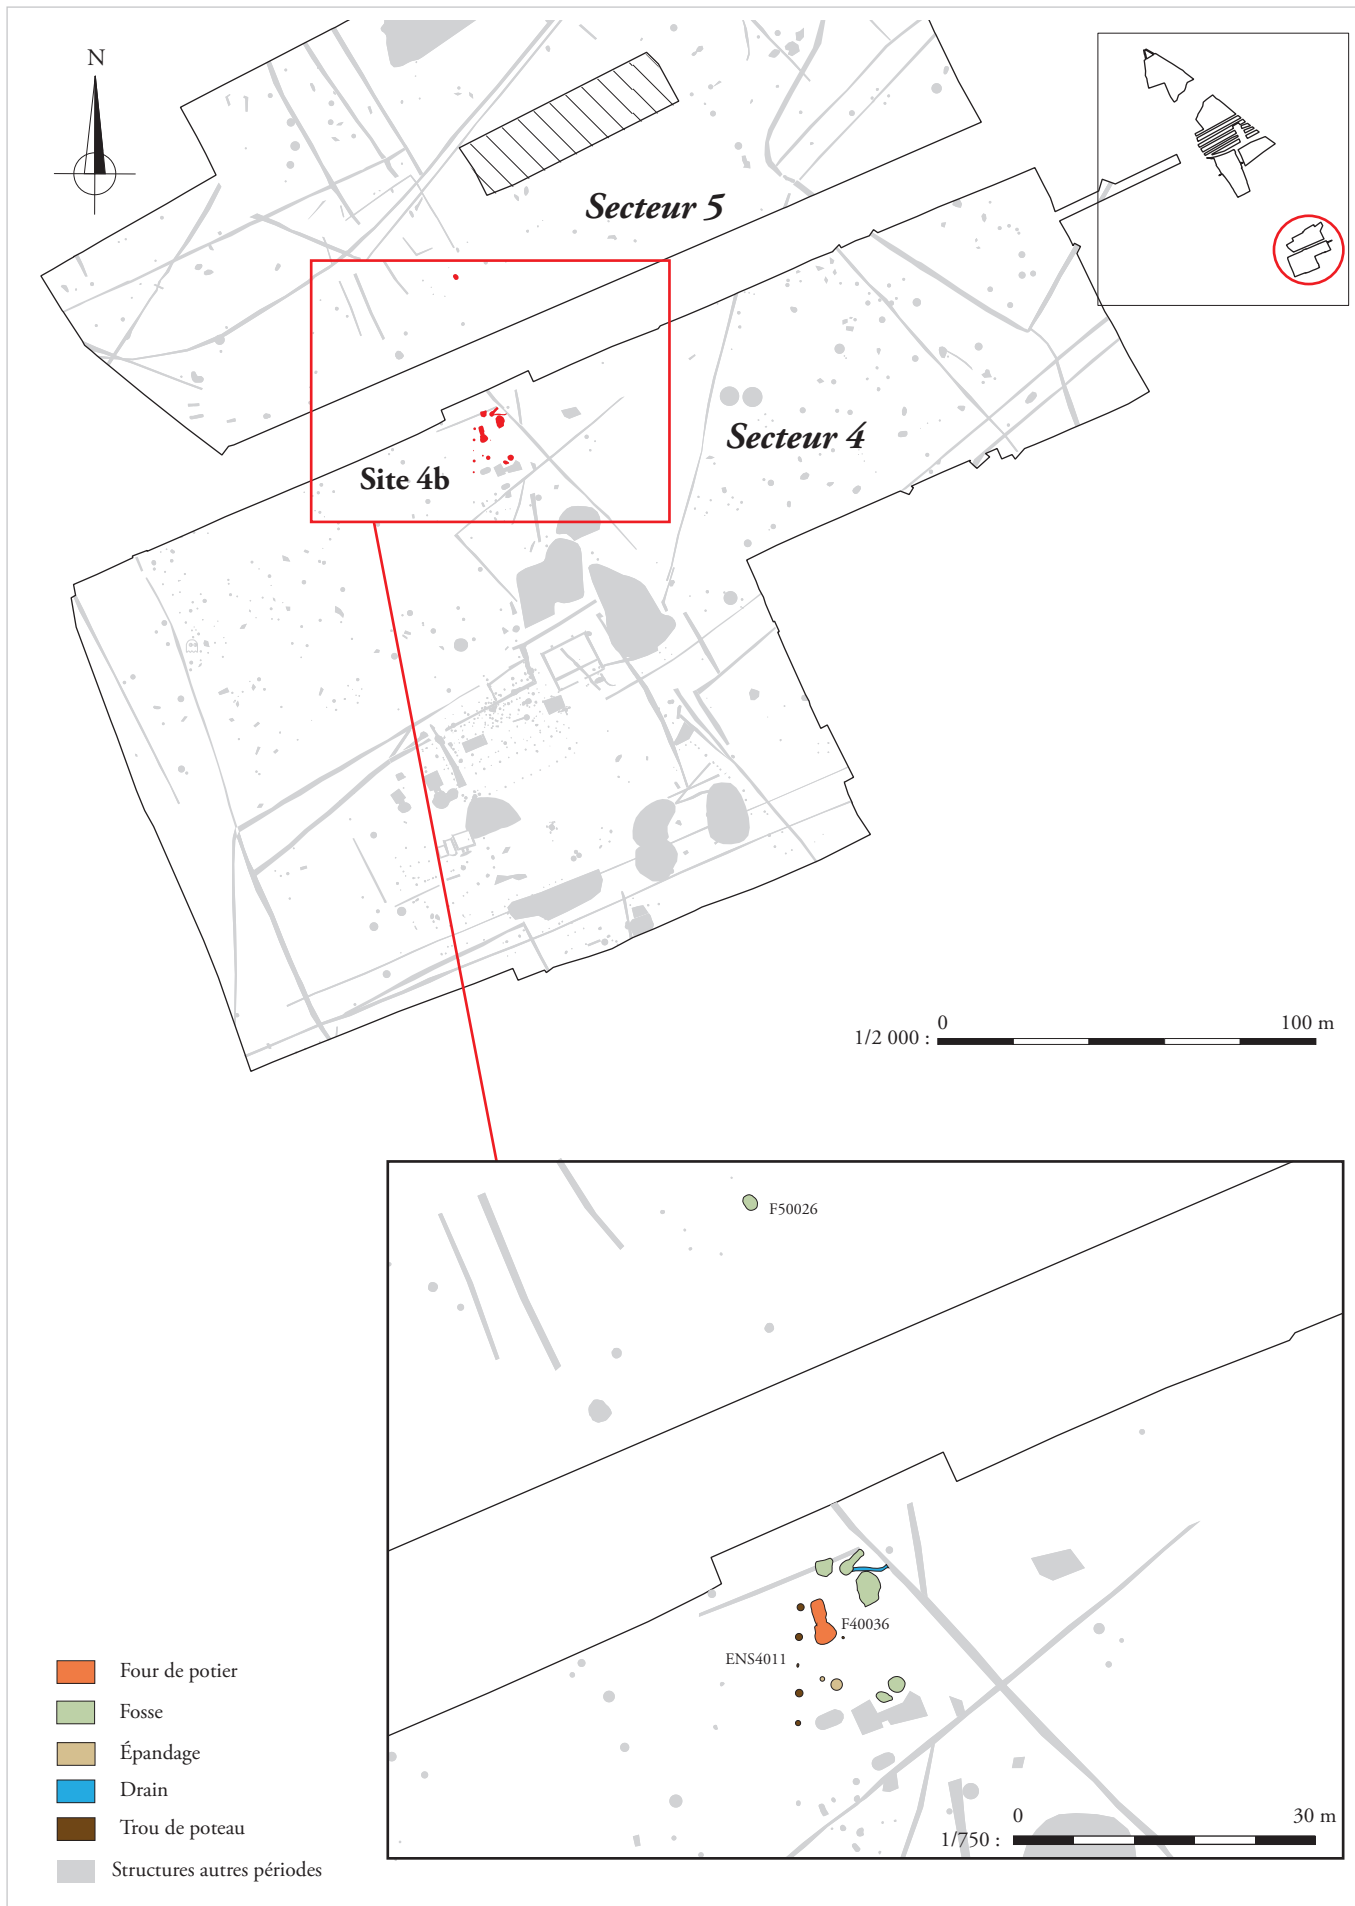 N
Secteur 5
Secteur 4
Site 4b
0 100 m
1/2 000 :
F50026
F40036
ENS4011
Four de potier
Fosse
Épandage
Drain
Trou de poteau
Structures autres périodes
0 30 m
1/750 :